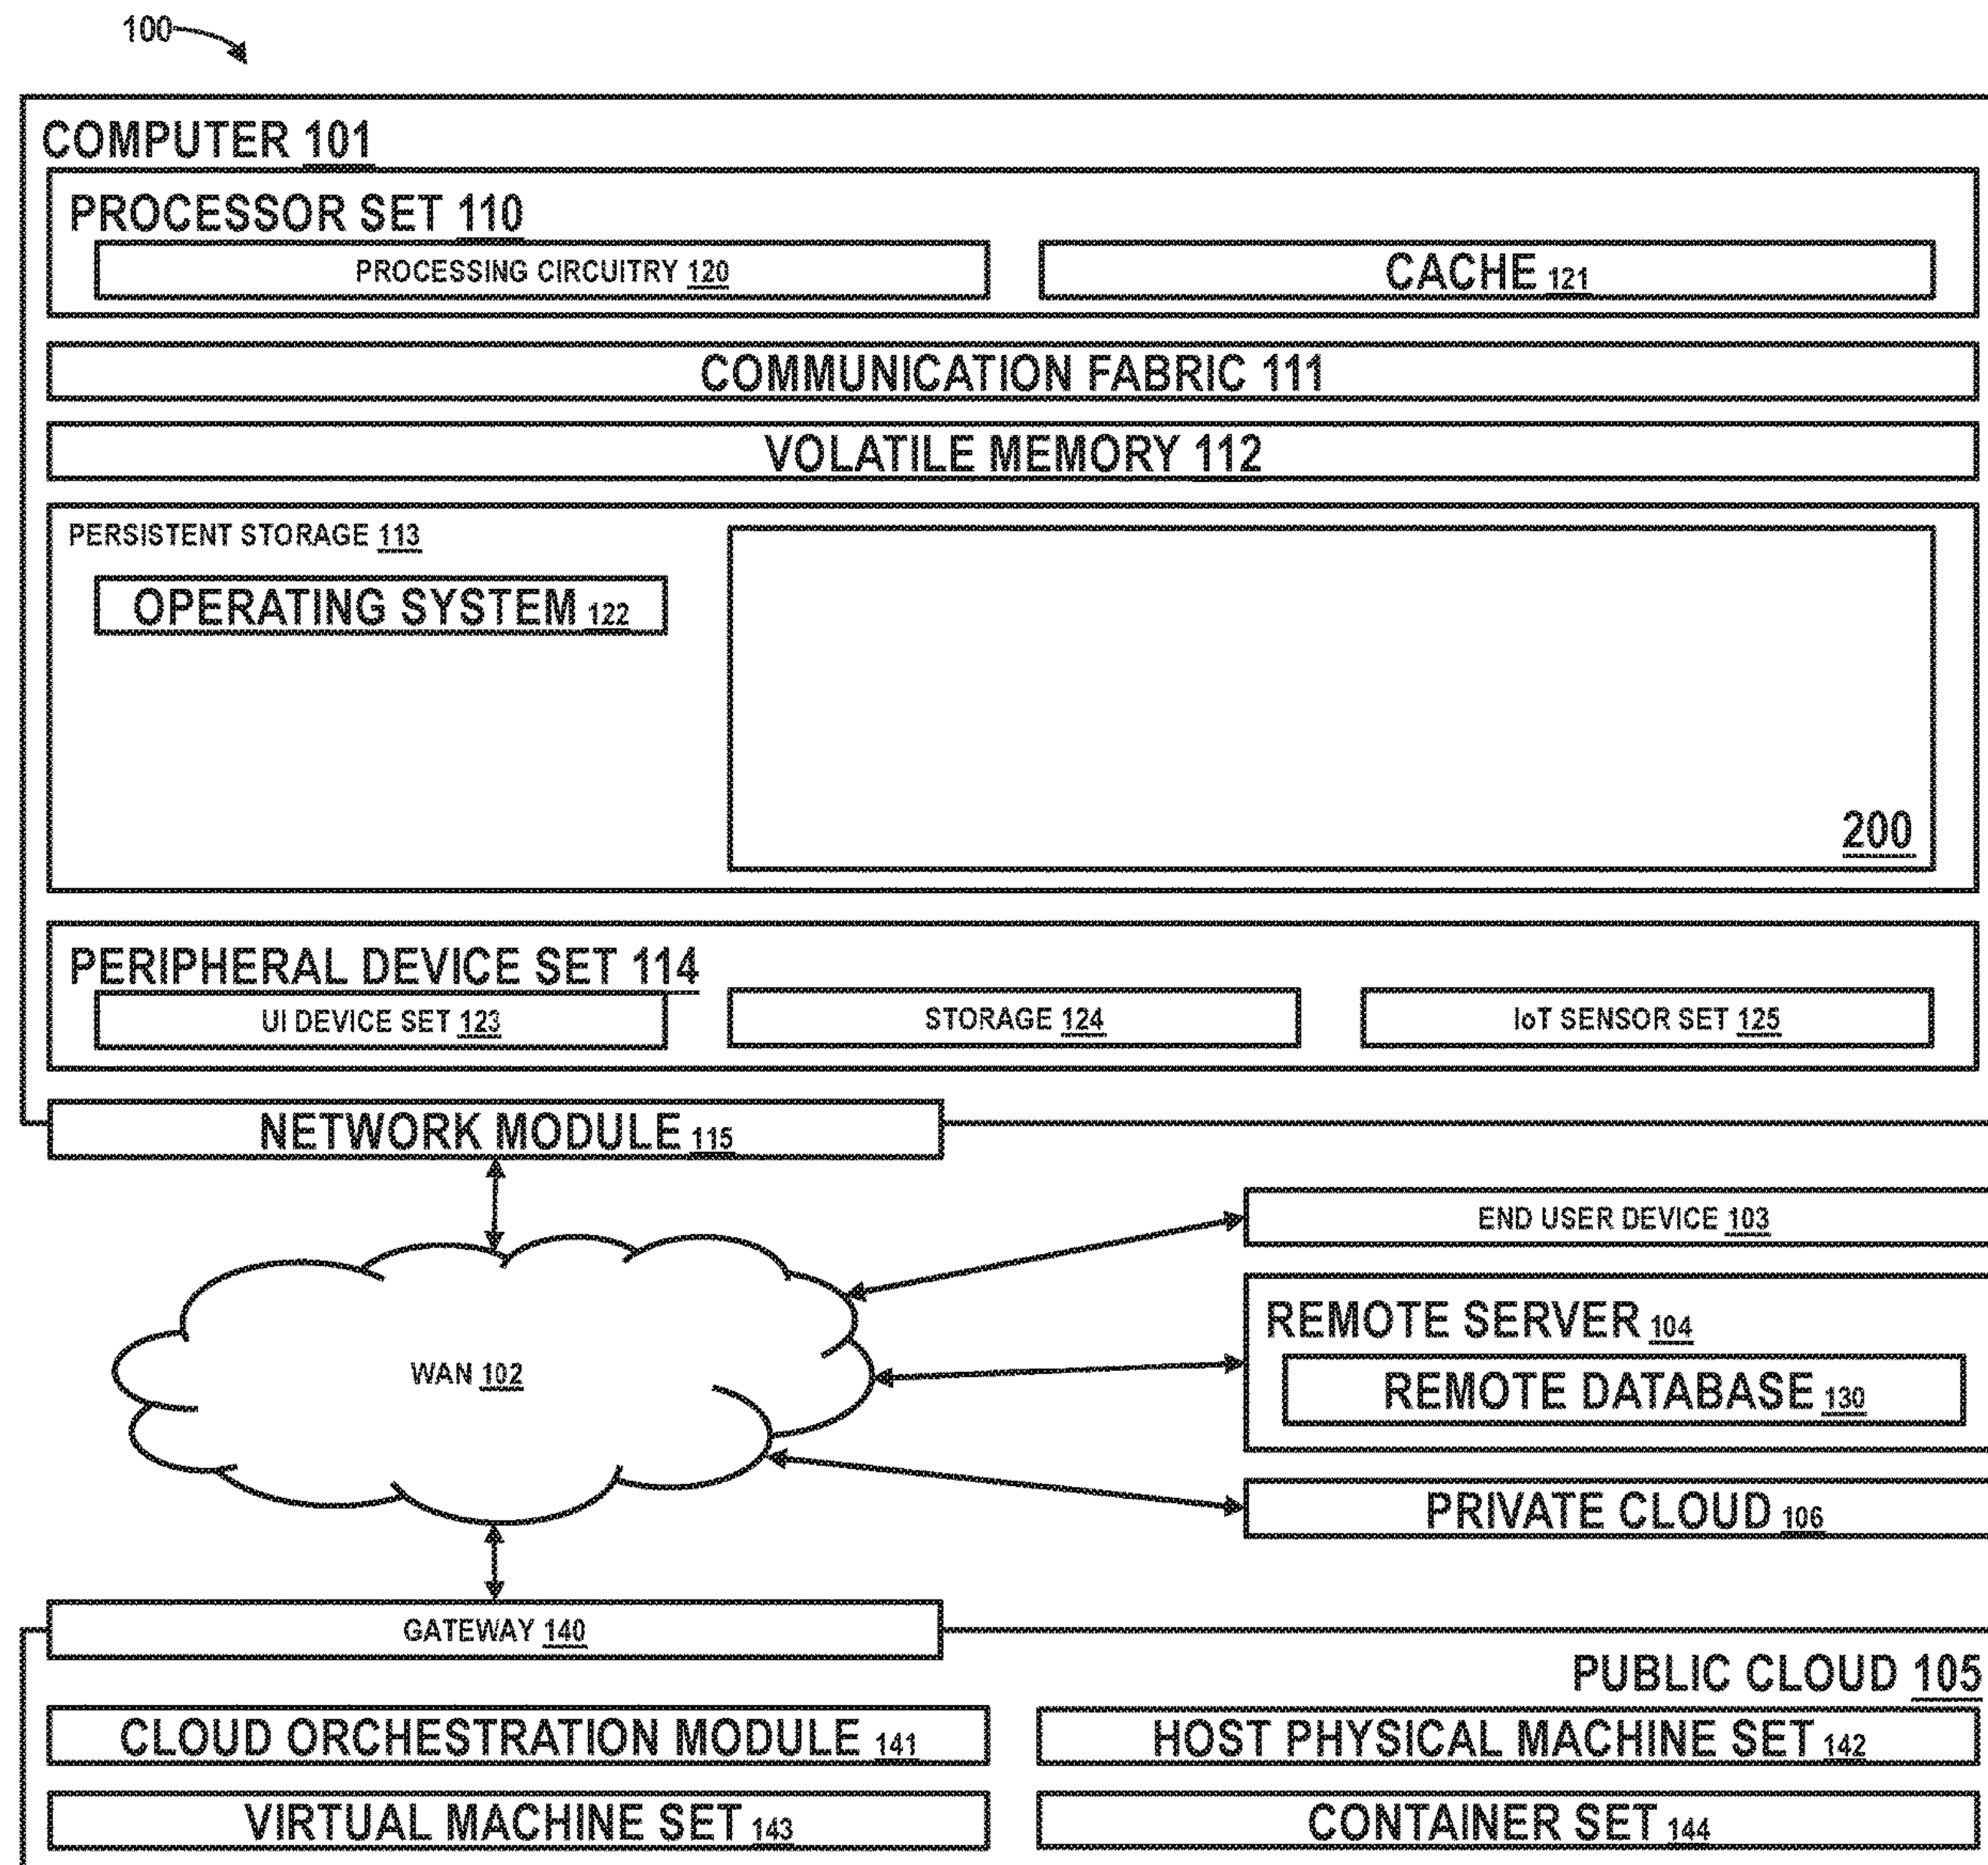 100
COMPUTER 101
PROCESSOR SET 110
PROCESSING CIRCUITRY 120
CACHE 121
COMMUNICATION FABRIC 111
VOLATILE MEMORY 112
PERSISTENT STORAGE 113
OPERATING SYSTEM 122
200
PERIPHERAL DEVICE SET 114
UI DEVICE SET 123
STORAGE 124
IoT SENSOR SET 125
NETWORK MODULE 115
END USER DEVICE 103
REMOTE SERVER 104
WAN 102
REMOTE DATABASE 130
PRIVATE CLOUD 106
GATEWAY 140
PUBLIC CLOUD 105
CLOUD ORCHESTRATION MODULE 141
HOST PHYSICAL MACHINE SET 142
VIRTUAL MACHINE SET 143
CONTAINER SET 144